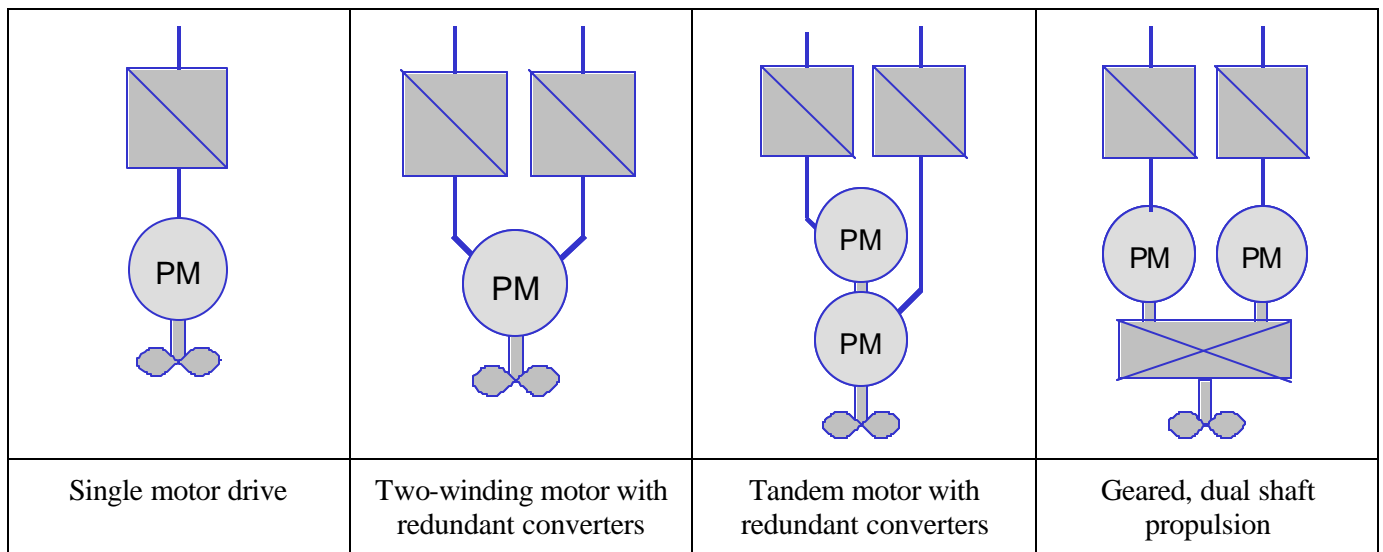 PM
PM
PM
PM
PM
PM
Single motor drive
Two-winding motor with
redundant converters
Tandem motor with
redundant converters
Geared, dual shaft
propulsion